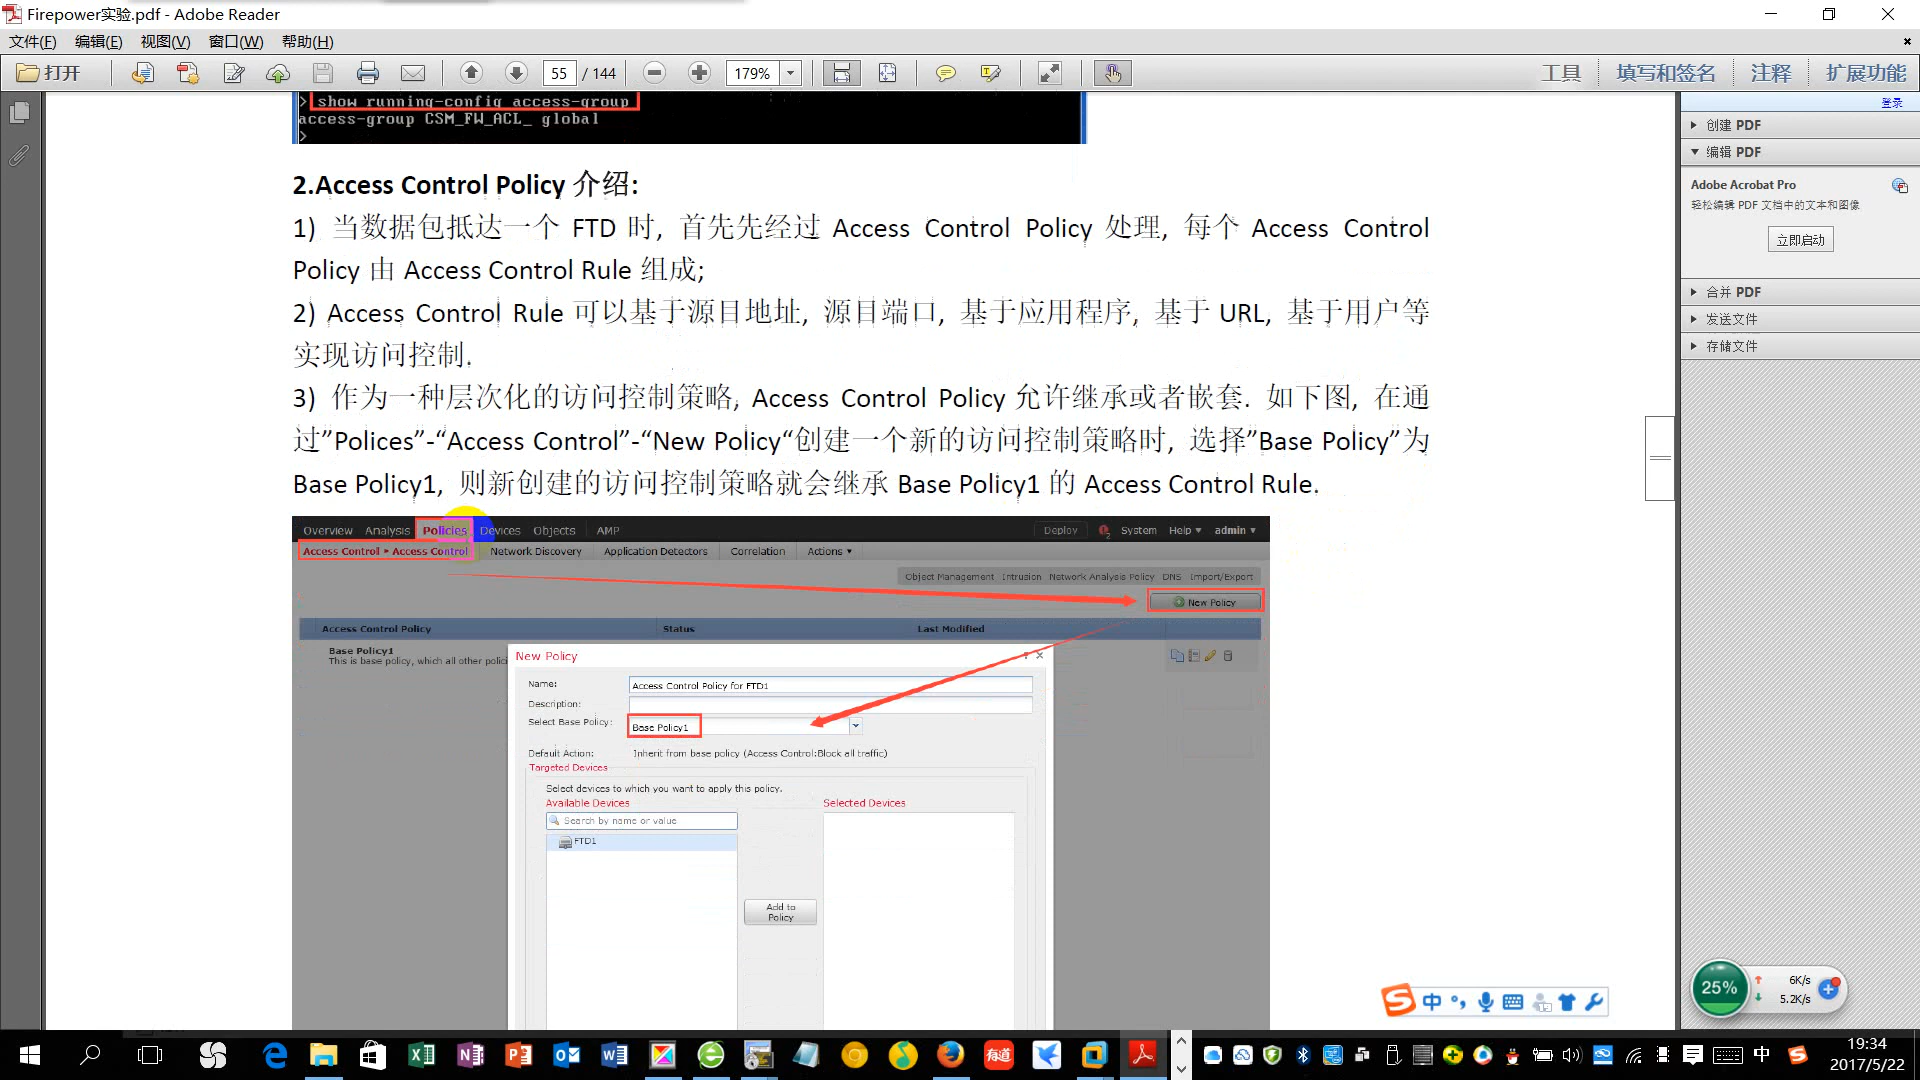 Firepower实验.pdf - Adobe Reader
文件(F) 编辑(E) 视图(V) 窗口(W) 帮助(H)
打开 55 / 144 179% 工具 填写和签名 注释 扩展功能
登录
>show running-config access-group
access-group CSM_FW_ACL_ global
>
2.Access Control Policy 介绍:
1) 当数据包抵达一个 FTD 时, 首先先经过 Access Control Policy 处理, 每个 Access Control
Policy 由 Access Control Rule 组成;
2) Access Control Rule 可以基于源目地址, 源目端口, 基于应用程序, 基于 URL, 基于用户等
实现访问控制.
3) 作为一种层次化的访问控制策略, Access Control Policy 允许继承或者嵌套. 如下图, 在通
过”Polices”-“Access Control”-“New Policy“创建一个新的访问控制策略时, 选择”Base Policy”为
Base Policy1, 则新创建的访问控制策略就会继承 Base Policy1 的 Access Control Rule.
Overview Analysis Policies Devices Objects AMP Deploy System Help admin
Access Control ▸ Access Control Network Discovery Application Detectors Correlation Actions
Object Management Intrusion Network Analysis Policy DNS Import/Export
New Policy
Access Control Policy Status Last Modified
Base Policy1
This is base policy, which all other polici
New Policy
Name: Access Control Policy for FTD1
Description:
Select Base Policy: Base Policy1
Default Action: Inherit from base policy (Access Control:Block all traffic)
Targeted Devices
Select devices to which you want to apply this policy.
Available Devices Selected Devices
Search by name or value
FTD1
Add to
Policy
创建 PDF
编辑 PDF
Adobe Acrobat Pro
轻松编辑 PDF 文档中的文本和图像
立即启动
合并 PDF
发送文件
存储文件
中
25% 6K/s
5.2K/s
有道
中
19:34
2017/5/22